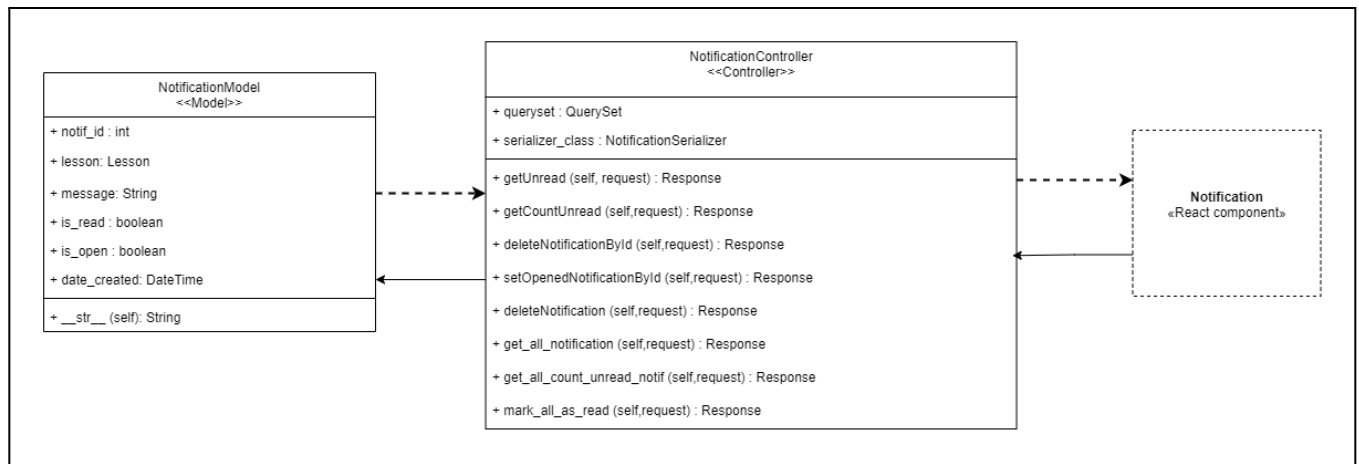 NotificationModel
<<Model>>
+ notif_id : int
+ lesson: Lesson
+ message: String
+ is_read : boolean
+ is_open : boolean
+ date_created: DateTime
+ __str__ (self): String
NotificationController
<<Controller>>
+ queryset : QuerySet
+ serializer_class : NotificationSerializer
+ getUnread (self, request) : Response
+ getCountUnread (self,request) : Response
+ deleteNotificationById (self,request) : Response
+ setOpenedNotificationById (self,request) : Response
+ deleteNotification (self,request) : Response
+ get_all_notification (self,request) : Response
+ get_all_count_unread_notif (self,request) : Response
+ mark_all_as_read (self,request) : Response
Notification
«React component»